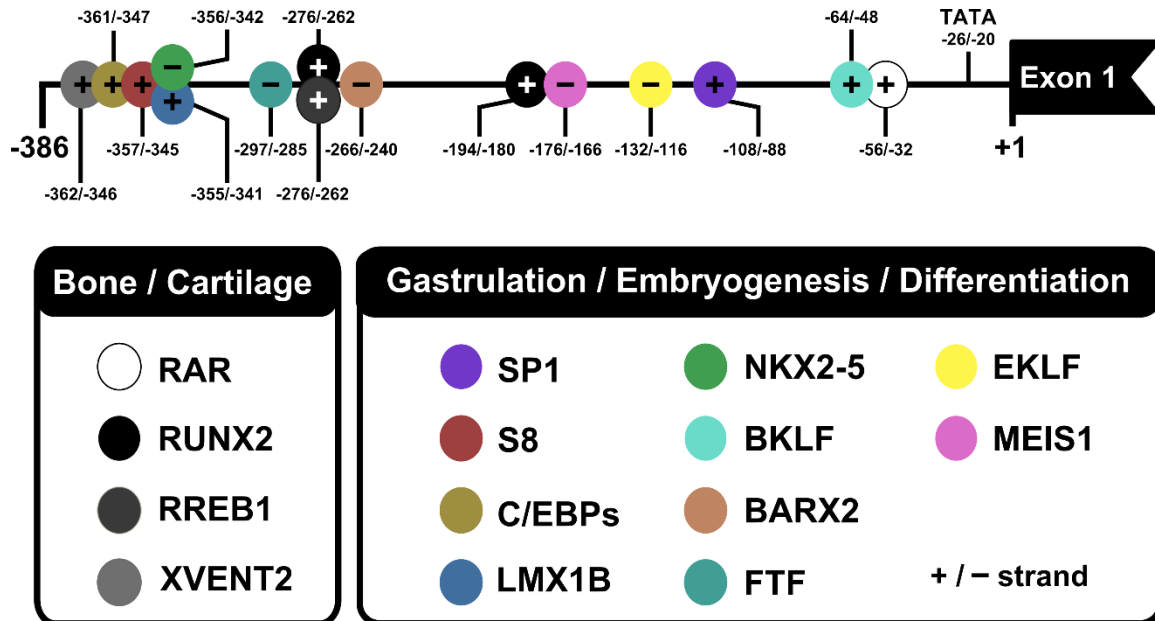 -361/-347
-356/-342
-276/-262
-64/-48
TATA
-26/-20
+ + + − + − + + − + − − + + +
Exon 1
-386
-357/-345
-297/-285
-266/-240
-194/-180
-176/-166
-132/-116
-108/-88
-56/-32
+1
-362/-346
-355/-341
-276/-262
Bone / Cartilage
RAR
RUNX2
RREB1
XVENT2
Gastrulation / Embryogenesis / Differentiation
SP1
S8
C/EBPs
LMX1B
NKX2-5
BKLF
BARX2
FTF
EKLF
MEIS1
+ / − strand